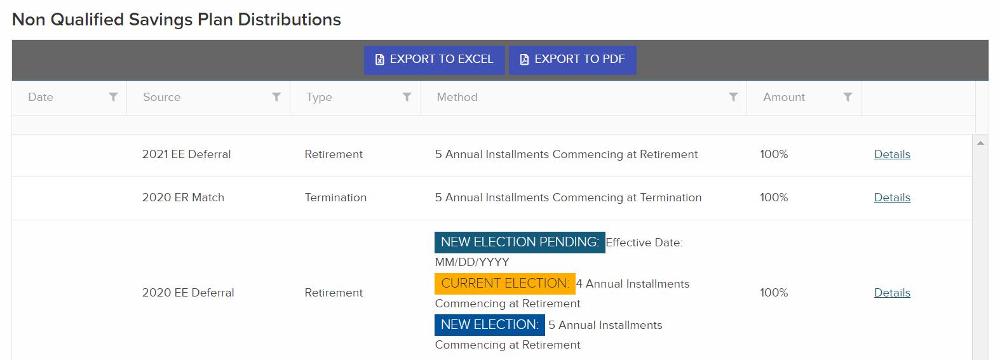 Non Qualified Savings Plan Distributions
EXPORT TO EXCEL EXPORT TO PDF
Date Source Type Method Amount
2021 EE Deferral Retirement 5 Annual Installments Commencing at Retirement 100% Details
2020 ER Match Termination 5 Annual Installments Commencing at Termination 100% Details
NEW ELECTION PENDING: Effective Date:
MM/DD/YYYY
CURRENT ELECTION: 4 Annual Installments
2020 EE Deferral Retirement 100% Details
Commencing at Retirement
NEW ELECTION: 5 Annual Installments
Commencing at Retirement